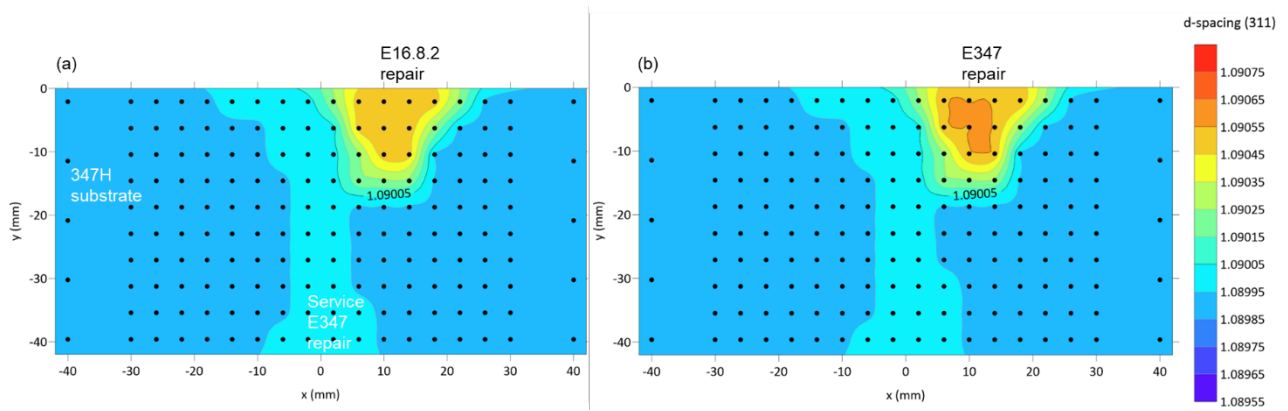 (a)
E16.8.2
repair
347H
substrate
Service
E347
repair
1.09005
0
-10
-20
-30
-40
y (mm)
-40 -30 -20 -10 0 10 20 30 40
x (mm)
(b)
E347
repair
1.09005
0
-10
-20
-30
-40
y (mm)
-40 -30 -20 -10 0 10 20 30 40
x (mm)
d-spacing (311)
1.09075
1.09065
1.09055
1.09045
1.09035
1.09025
1.09015
1.09005
1.08995
1.08985
1.08975
1.08965
1.08955